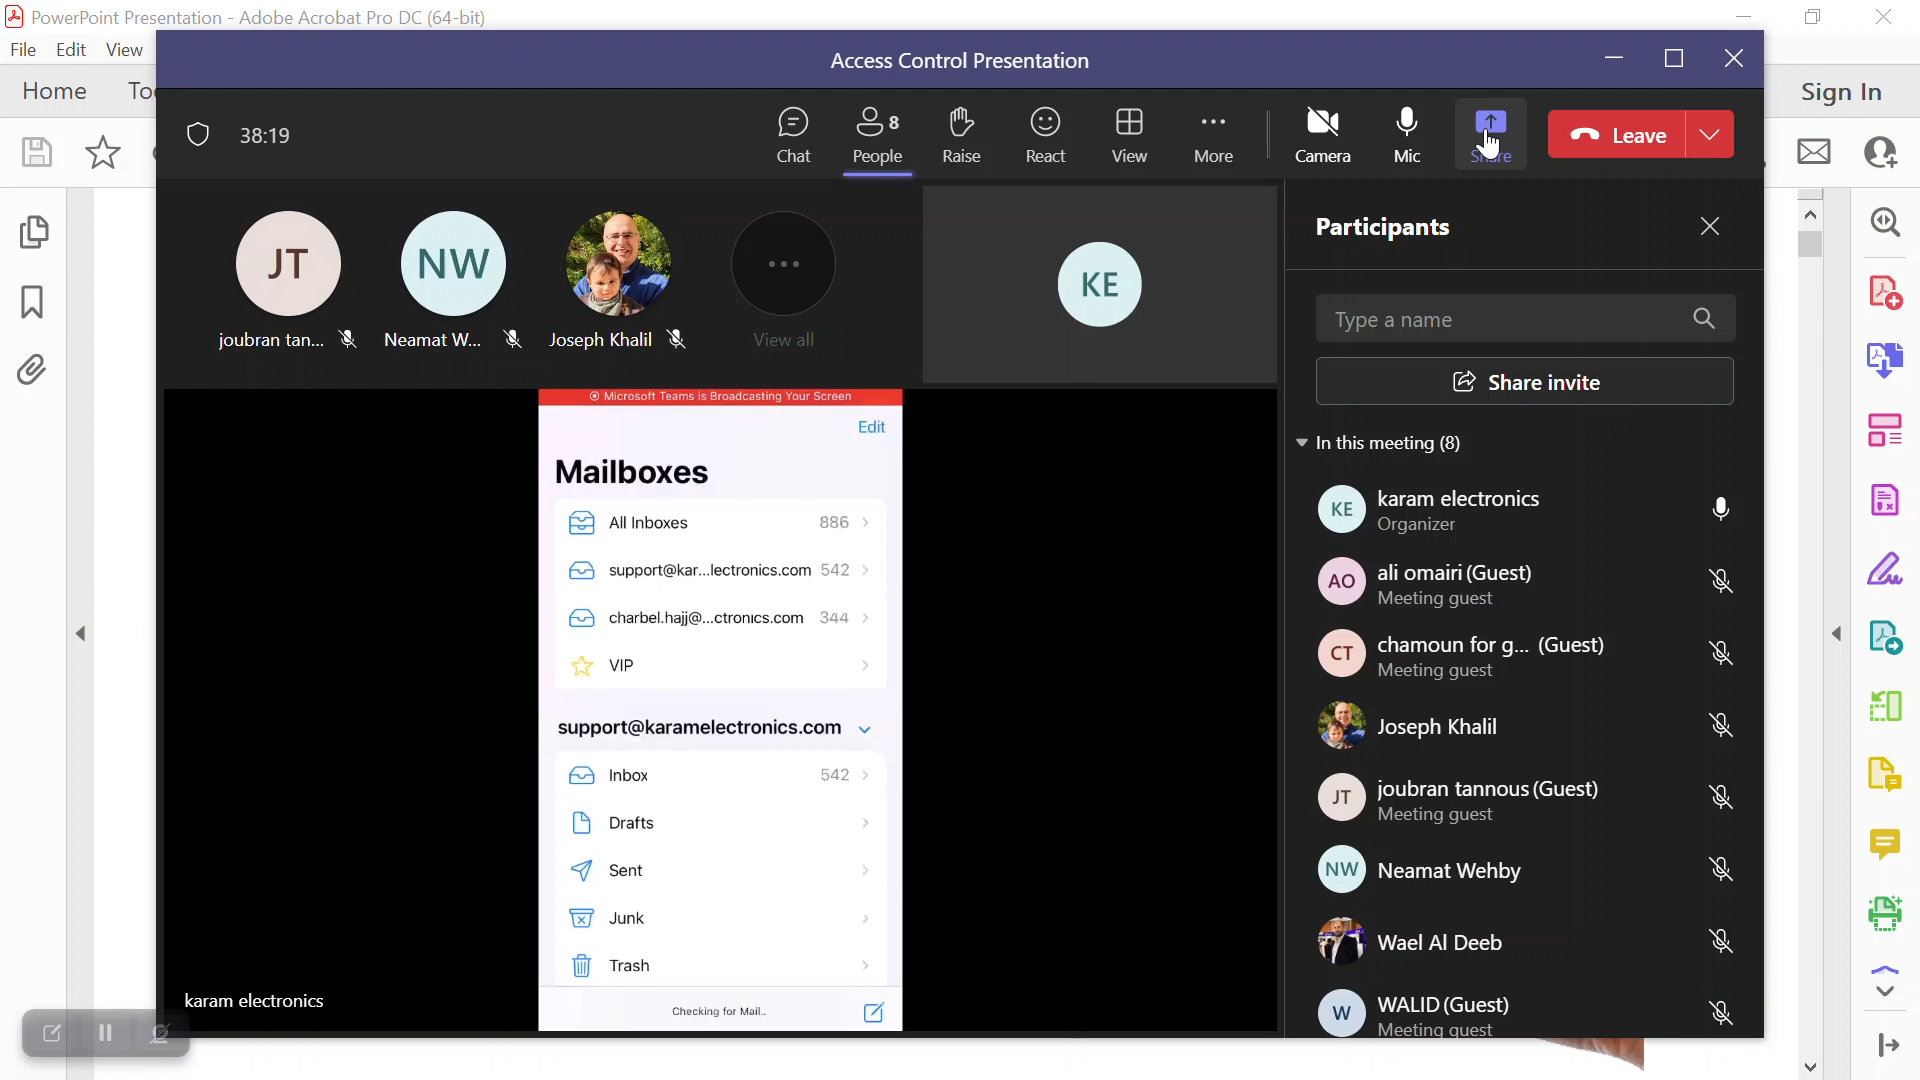 PowerPoint Presentation - Adobe Acrobat Pro DC (64-bit)
File Edit View
Home To
Sign In
Access Control Presentation
38:19
Chat
People 8
Raise
React
View
More
Camera
Mic
Share
Leave
JT
NW
joubran tan...
Neamat W...
Joseph Khalil
View all
KE
Microsoft Teams is Broadcasting Your Screen
Edit
Mailboxes
All Inboxes 886
support@kar...lectronics.com 542
charbel.hajj@...ctronics.com 344
VIP
support@karamelectronics.com
Inbox 542
Drafts
Sent
Junk
Trash
Checking for Mail..
karam electronics
Participants
Type a name
Share invite
In this meeting (8)
KE karam electronics
Organizer
AO ali omairi (Guest)
Meeting guest
CT chamoun for g... (Guest)
Meeting guest
Joseph Khalil
JT joubran tannous (Guest)
Meeting guest
NW Neamat Wehby
Wael Al Deeb
W WALID (Guest)
Meeting guest